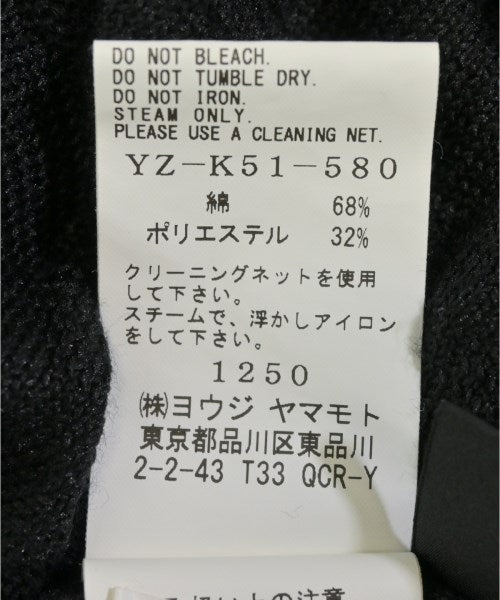 DO NOT BLEACH.
DO NOT TUMBLE DRY.
DO NOT IRON.
STEAM ONLY.
PLEASE USE A CLEANING NET.
YZ-K51-580
綿 68%
ポリエステル 32%
クリーニングネットを使用
して下さい。
スチームで、浮かしアイロン
をして下さい。
1250
㈱ヨウジ ヤマモト
東京都品川区東品川
2-2-43 T33 QCR-Y
の注意